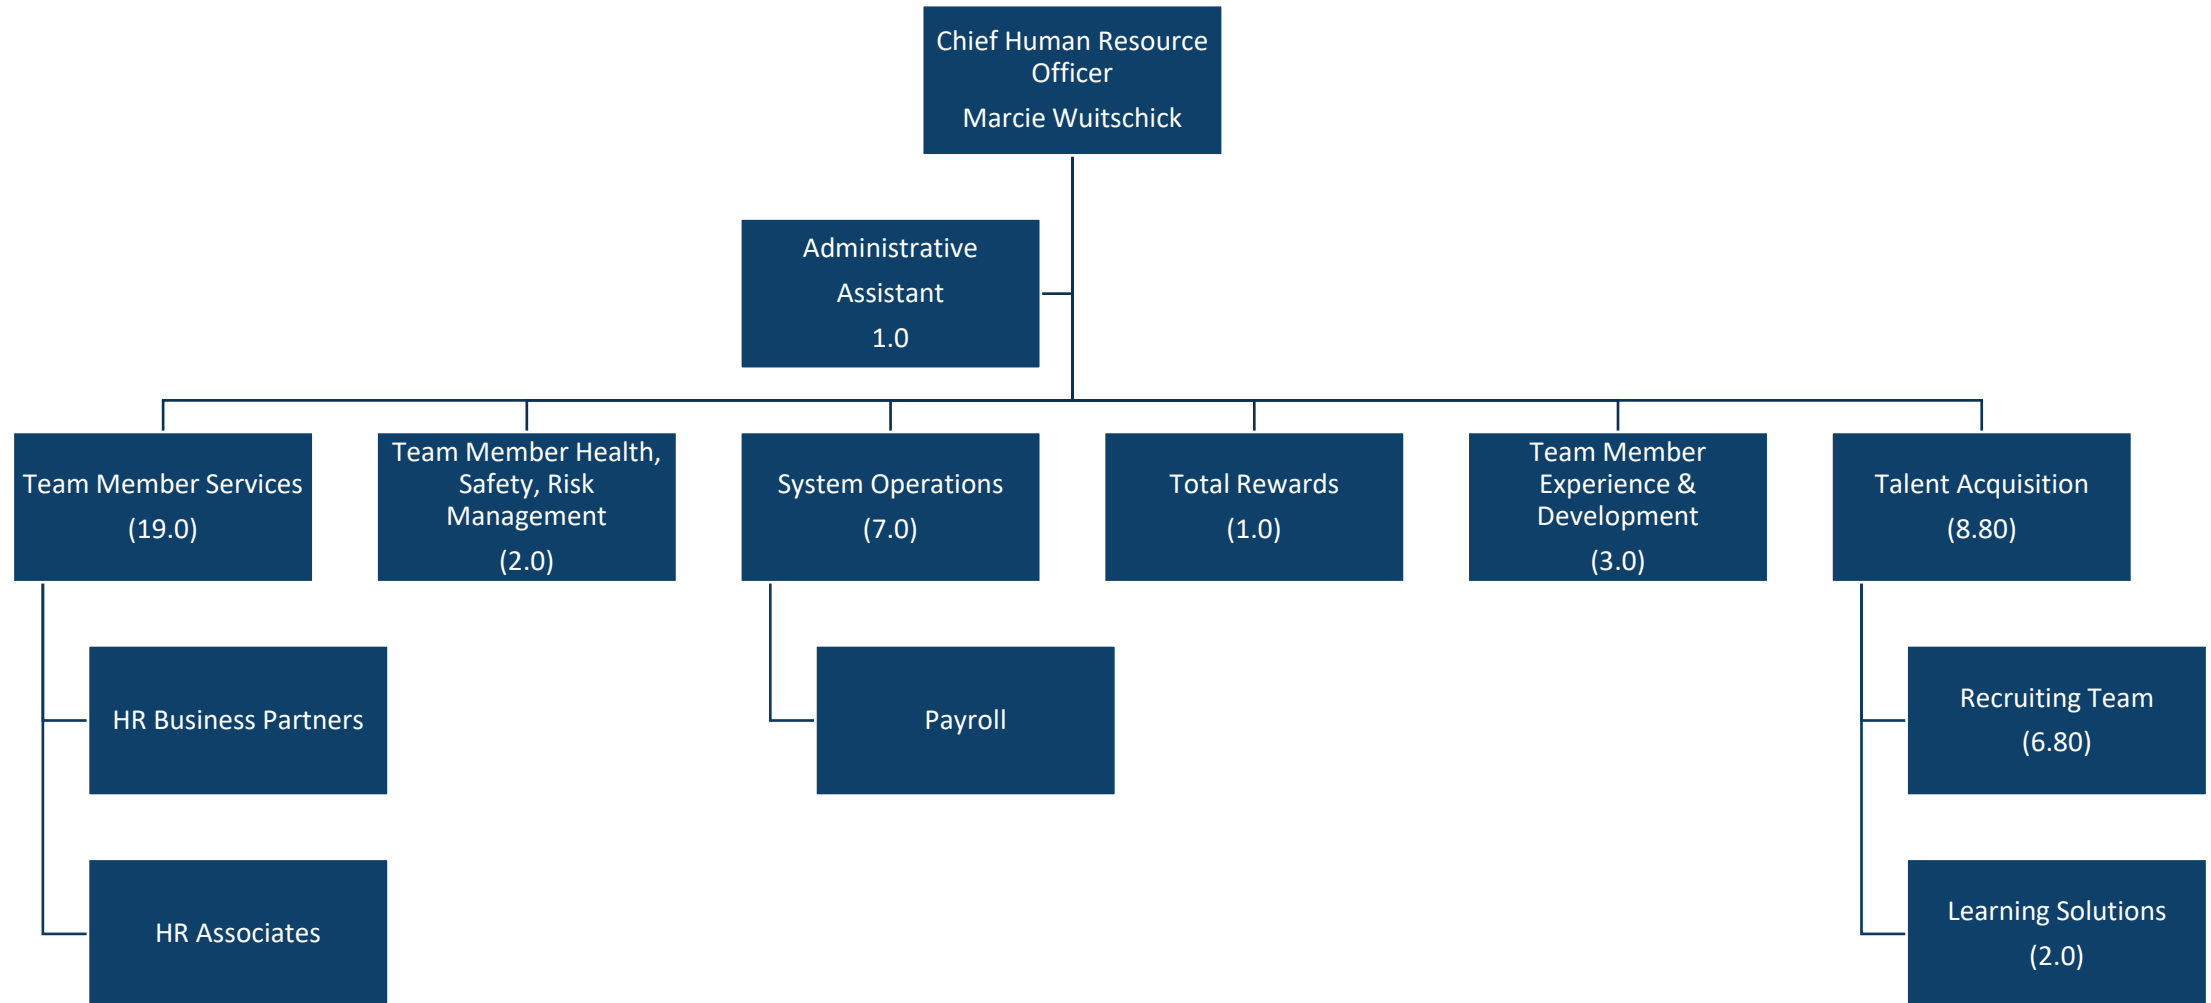 Chief Human Resource
Officer
Marcie Wuitschick
Administrative
Assistant
1.0
Team Member Services
(19.0)
Team Member Health,
Safety, Risk
Management
(2.0)
System Operations
(7.0)
Total Rewards
(1.0)
Team Member
Experience &
Development
(3.0)
Talent Acquisition
(8.80)
HR Business Partners
Payroll
Recruiting Team
(6.80)
HR Associates
Learning Solutions
(2.0)